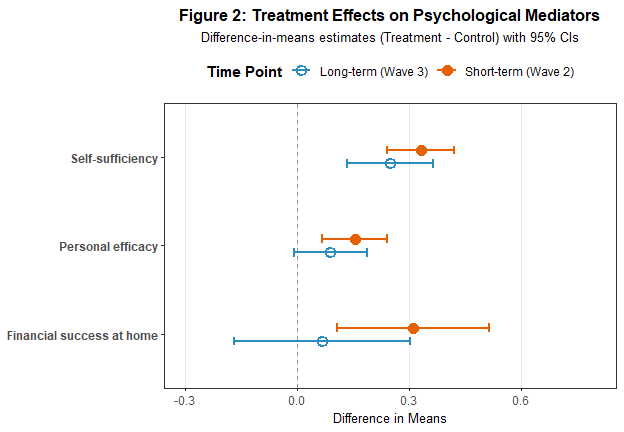 Figure 2: Treatment Effects on Psychological Mediators
Difference-in-means estimates (Treatment - Control) with 95% CIs
Time Point Long-term (Wave 3) Short-term (Wave 2)
Self-sufficiency
Personal efficacy
Financial success at home
-0.3 0.0 0.3 0.6
Difference in Means